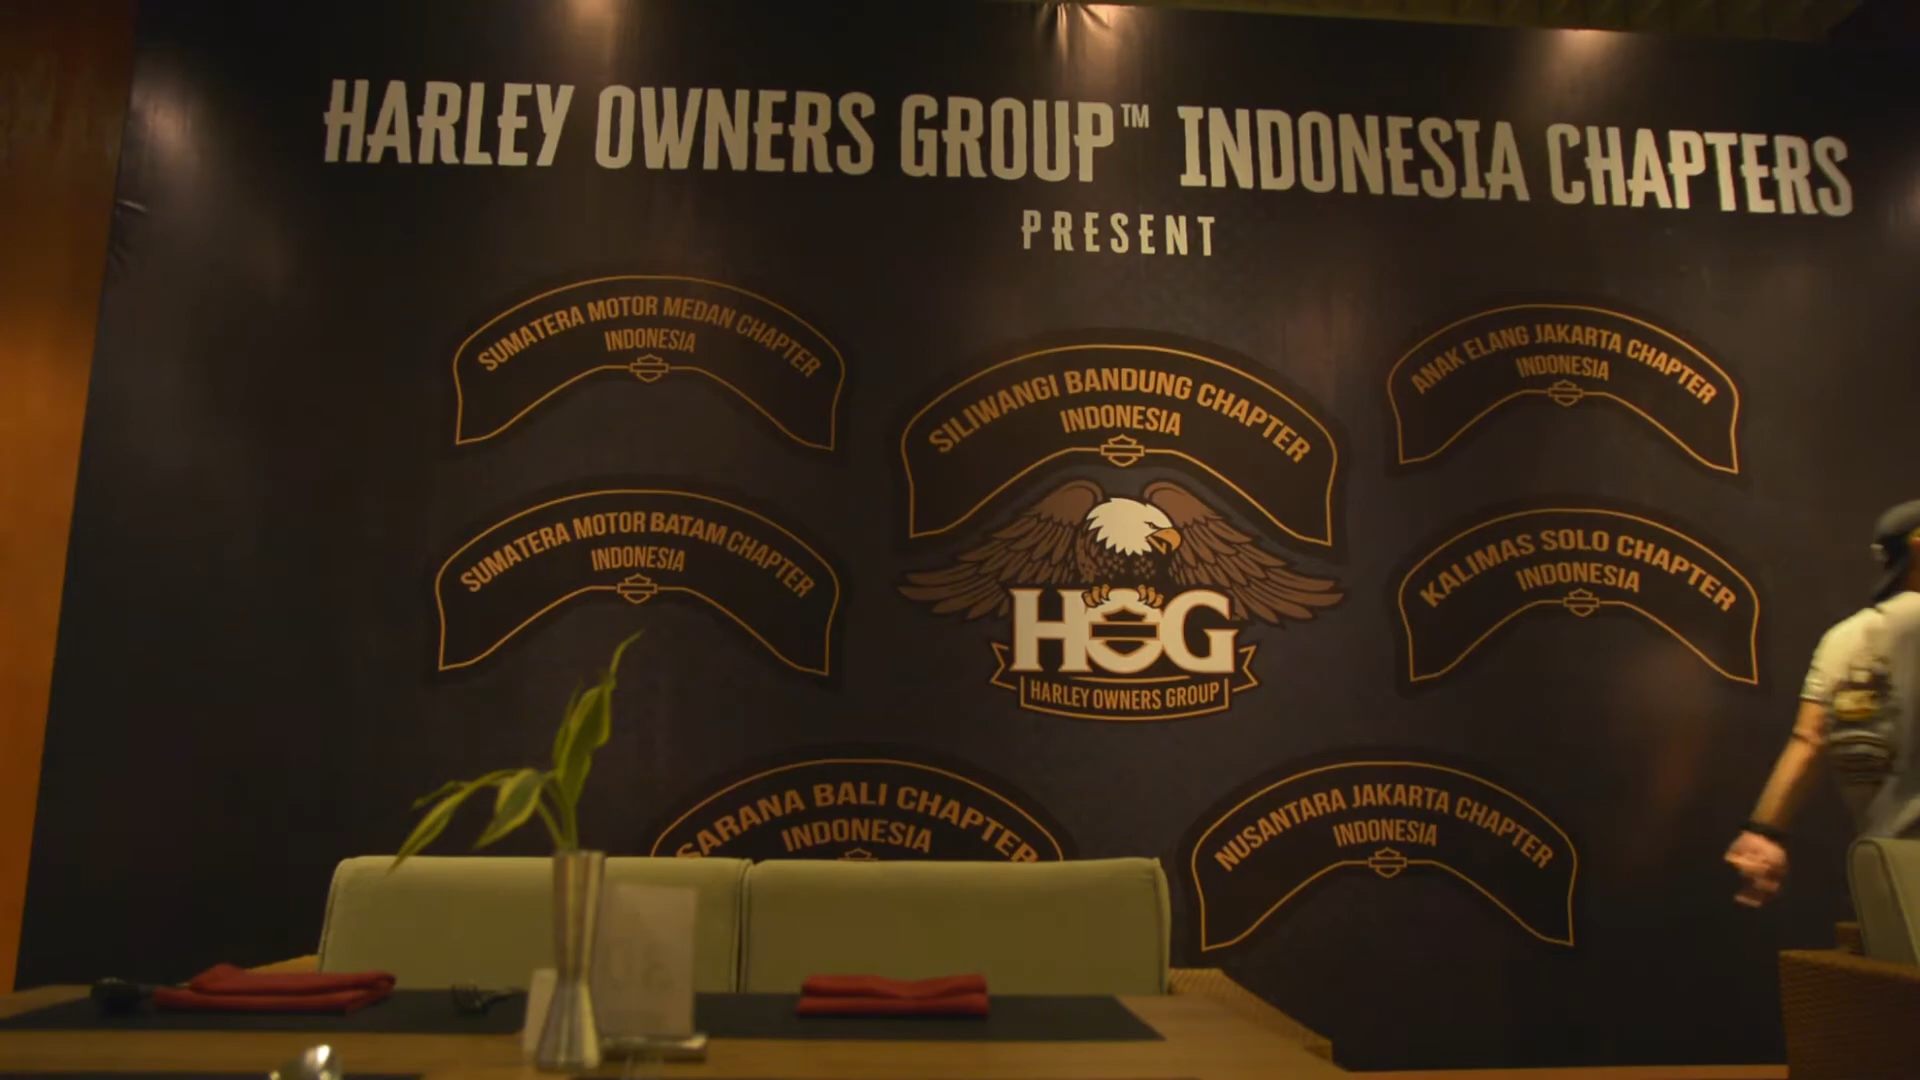 HARLEY OWNERS GROUP™ INDONESIA CHAPTERS
PRESENT
SUMATERA MOTOR MEDAN CHAPTER
INDONESIA
ANAK ELANG JAKARTA CHAPTER
INDONESIA
SILIWANGI BANDUNG CHAPTER
INDONESIA
SUMATERA MOTOR BATAM CHAPTER
INDONESIA
KALIMAS SOLO CHAPTER
INDONESIA
HOG
HARLEY OWNERS GROUP
SARANA BALI CHAPTER
INDONESIA
NUSANTARA JAKARTA CHAPTER
INDONESIA